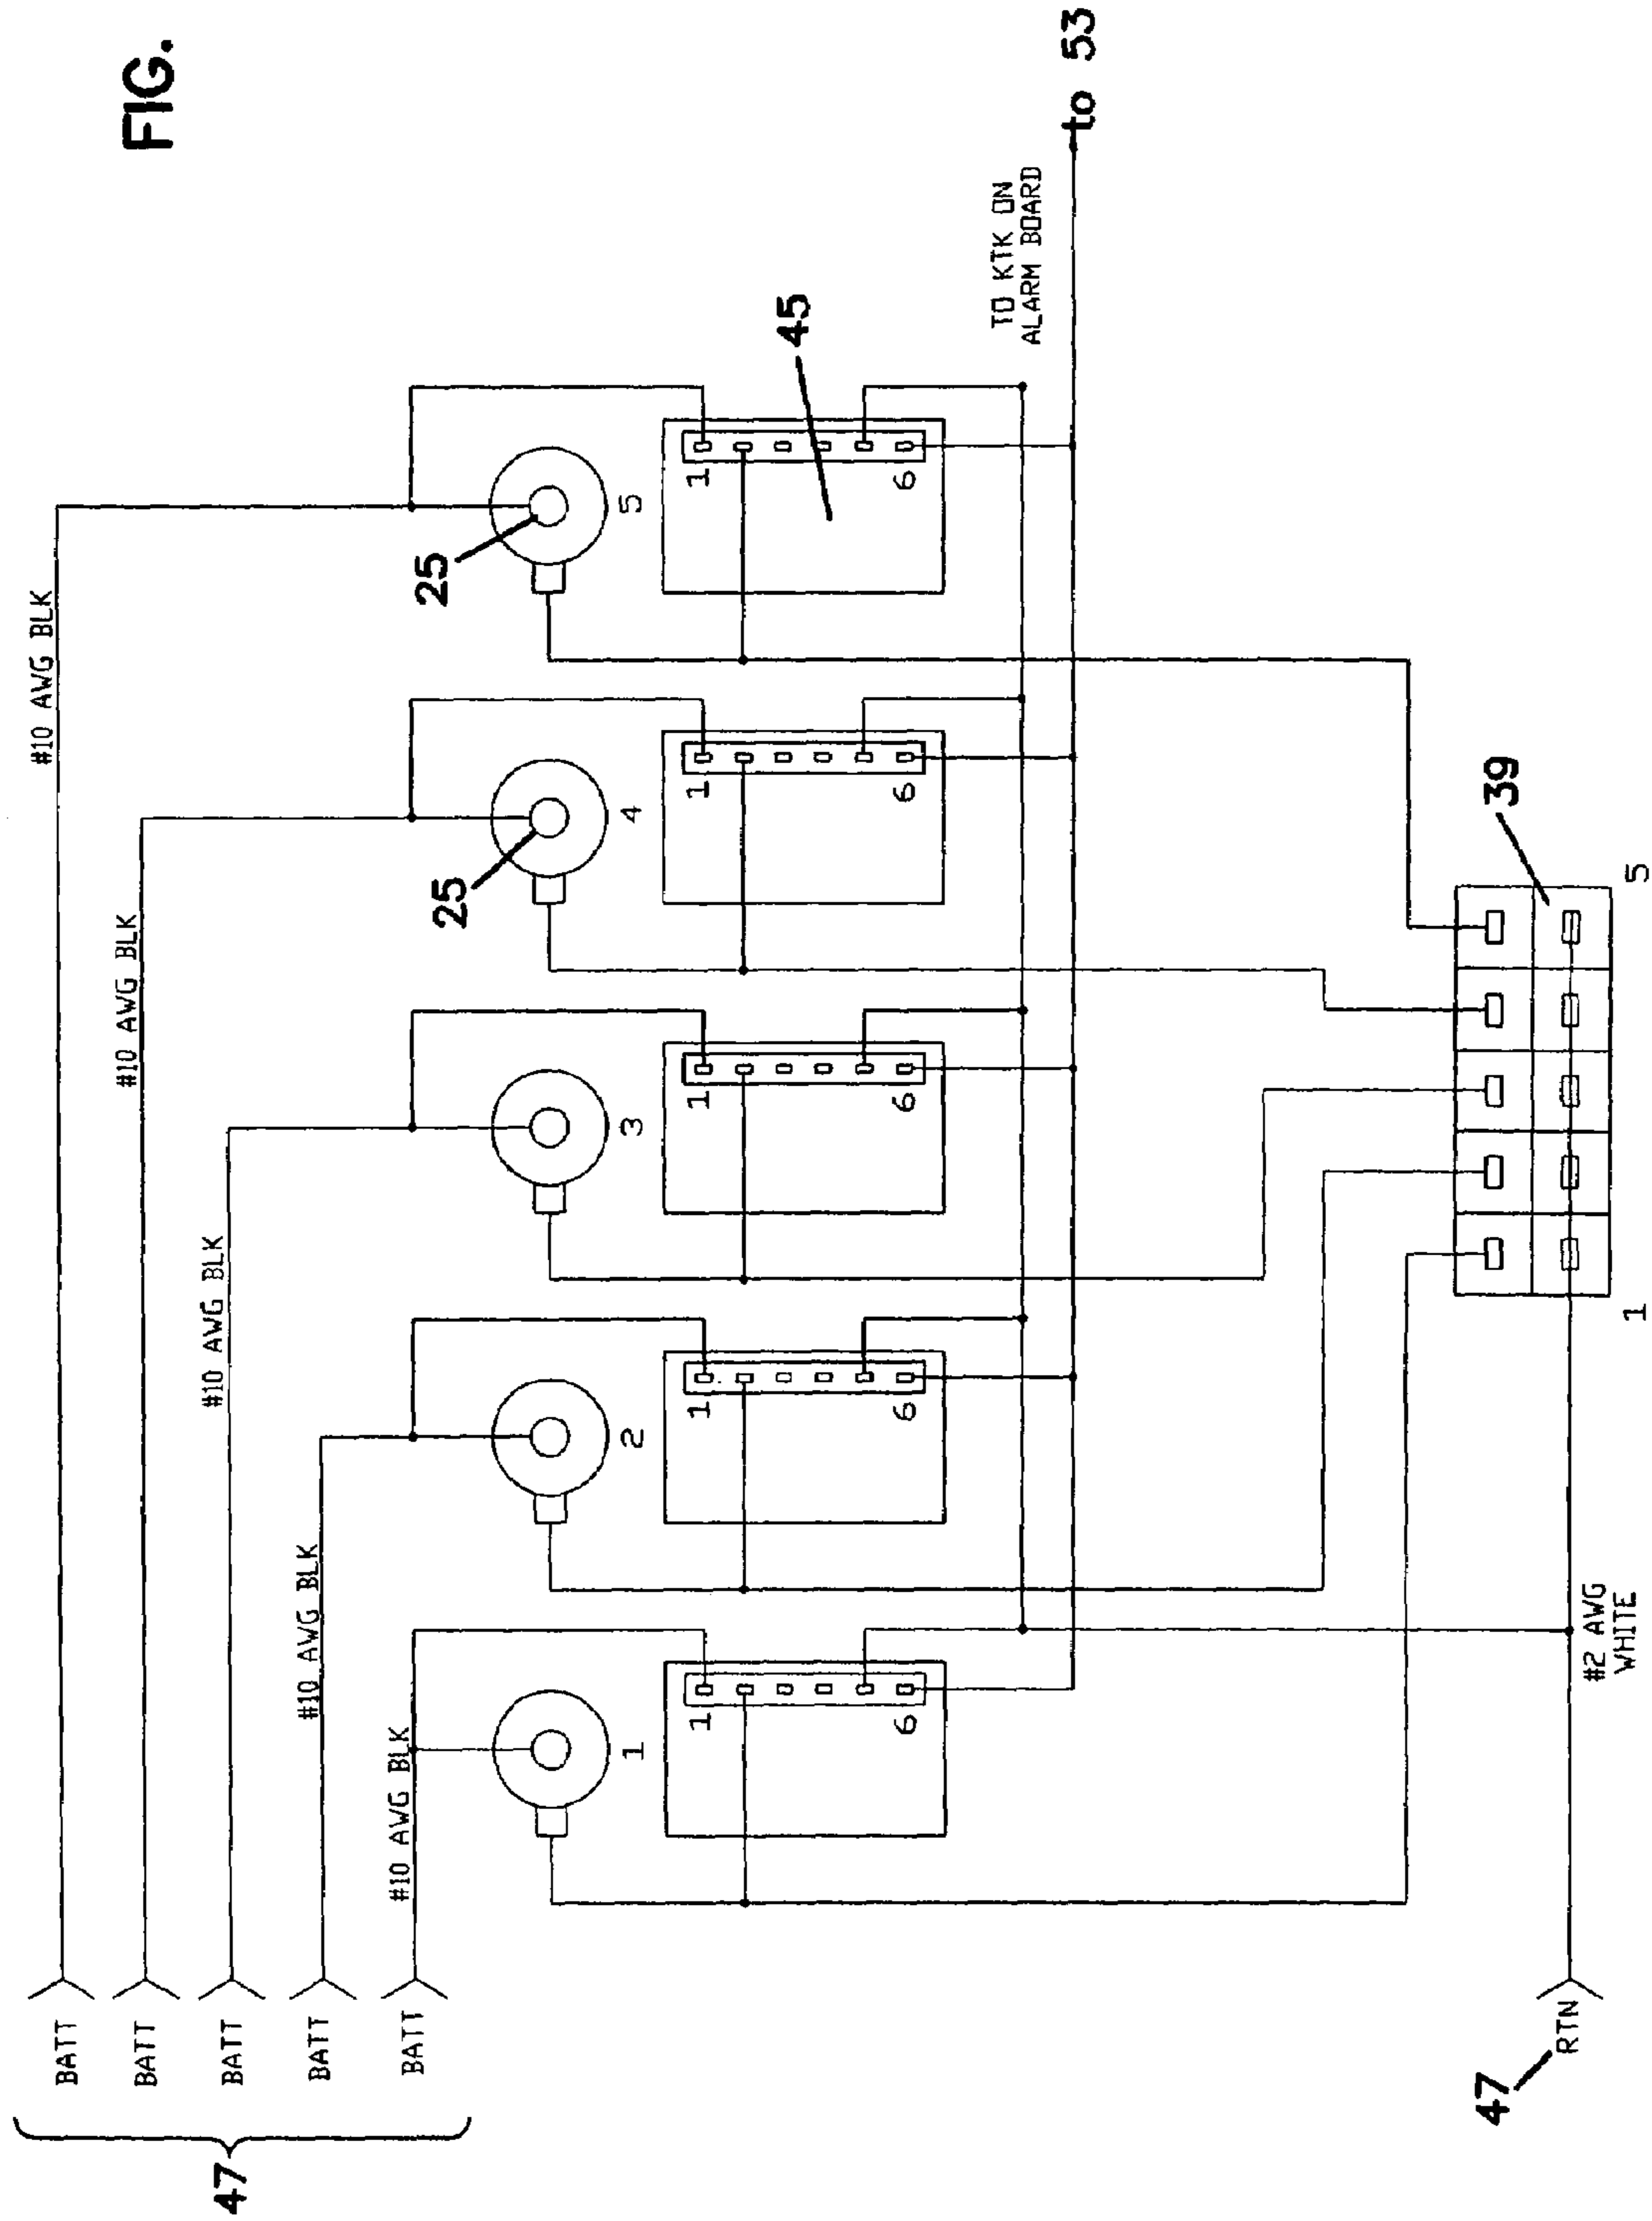 FIG.
#10 AWG BLK
#10 AWG BLK
#10 AWG BLK
#10 AWG BLK
#10 AWG BLK
BATT
BATT
BATT
BATT
BATT
47
25
25
1
2
3
4
5
45
1
6
1
6
1
6
1
6
1
6
TO KTK ON
ALARM BOARD
to 53
39
1
5
#2 AWG
WHITE
RTN
47